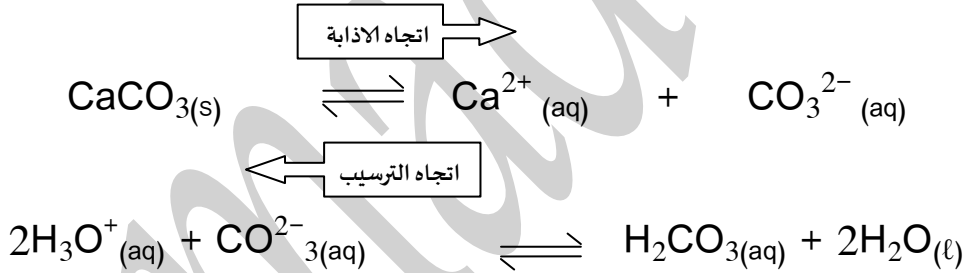 اتجاه الاذابة
CaCO₃(s) ⇌ Ca²⁺ (aq) + CO₃²⁻ (aq)
اتجاه الترسيب
2H₃O⁺(aq) + CO²⁻₃(aq) ⇌ H₂CO₃(aq) + 2H₂O(ℓ)